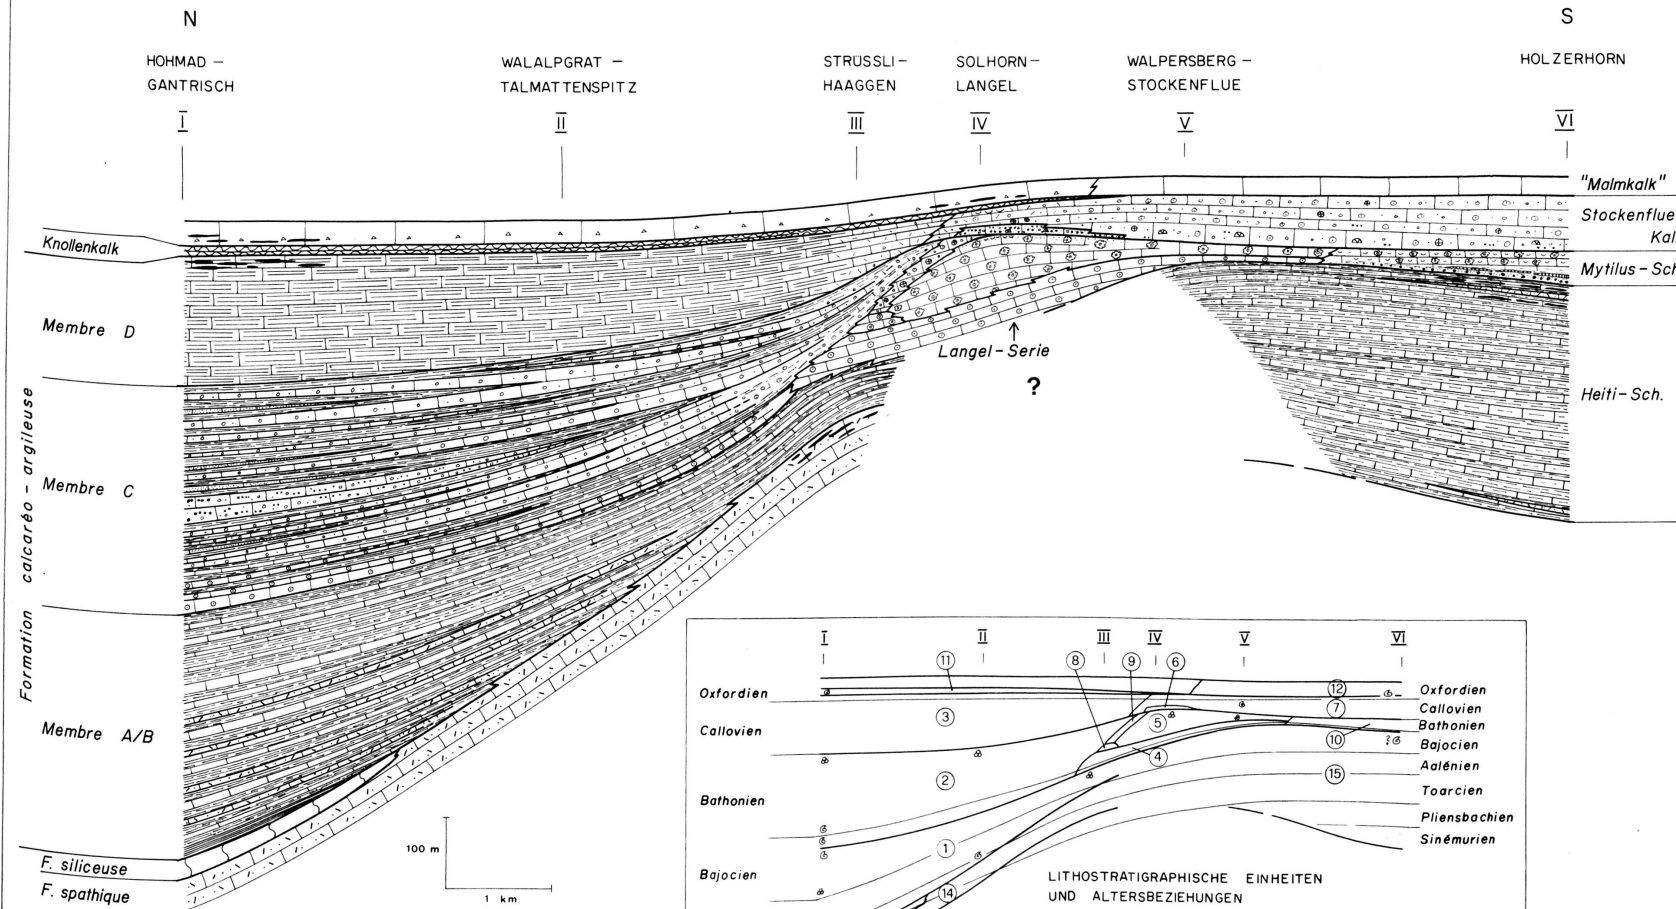 N
S
HOHMAD –
GANTRISCH
WALALPGRAT –
TALMATTENSPITZ
STRÜSSLI –
HAAGGEN
SOLHORN –
LANGEL
WALPERSBERG –
STOCKENFLUE
HOLZERHORN
I
II
III
IV
V
VI
Knollenkalk
Membre D
Membre C
Membre A/B
F. siliceuse
F. spathique
Formation calcaréo - argileuse
"Malmkalk"
Stockenflue
Kal
Mytilus - Sch
Heiti - Sch.
Langel - Serie
?
100 m
1 km
I
II
III
IV
V
VI
11
8
9
6
12
7
3
5
10
4
2
15
1
14
Oxfordien
Callovien
Bathonien
Bajocien
Oxfordien
Callovien
Bathonien
Bajocien
Aalénien
Toarcien
Pliensbachien
Sinémurien
?
LITHOSTRATIGRAPHISCHE EINHEITEN
UND ALTERSBEZIEHUNGEN